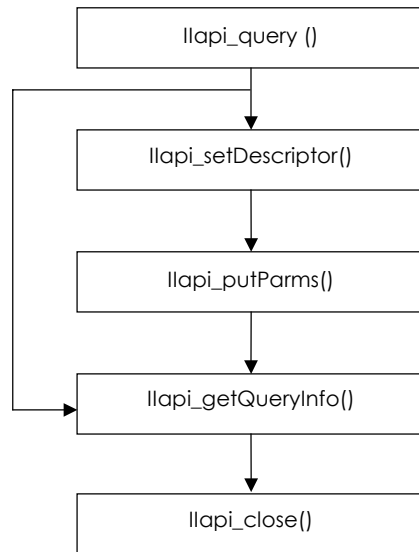 IIapi_query ()
IIapi_setDescriptor()
IIapi_putParms()
IIapi_getQueryInfo()
IIapi_close()